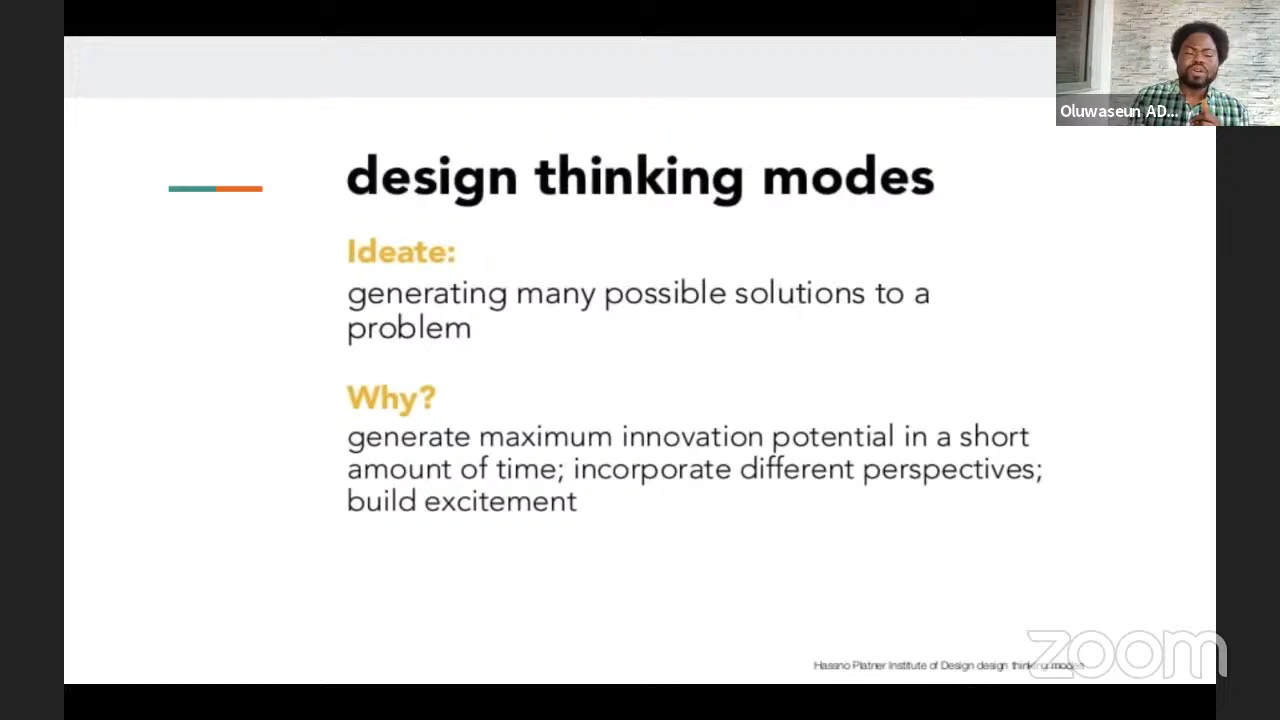 Oluwaseun AD...
design thinking modes
Ideate:
generating many possible solutions to a
problem
Why?
generate maximum innovation potential in a short
amount of time; incorporate different perspectives;
build excitement
Hassno Platner Institute of Design design thinking modes
zoom